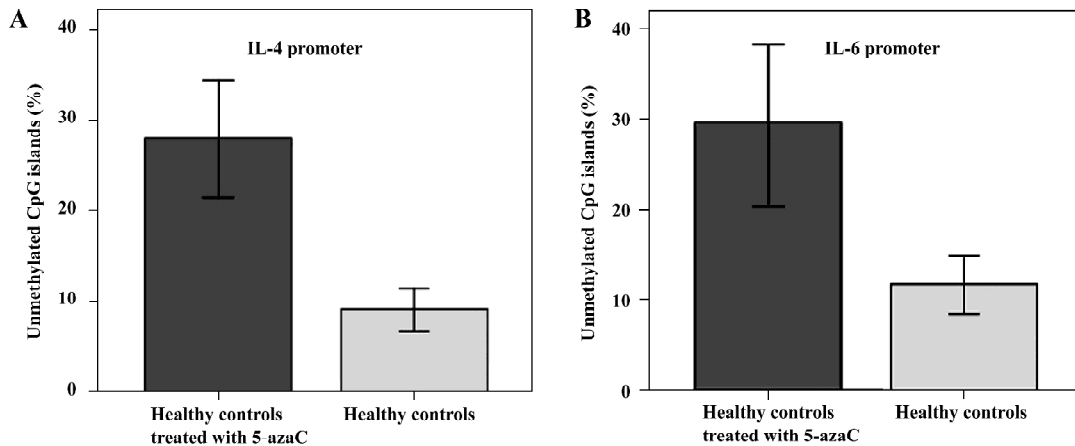 A
IL-4 promoter
Unmethylated CpG islands (%)
40
30
20
10
0
Healthy controls
treated with 5-azaC
Healthy controls
B
IL-6 promoter
Unmethylated CpG islands (%)
40
30
20
10
0
Healthy controls
treated with 5-azaC
Healthy controls